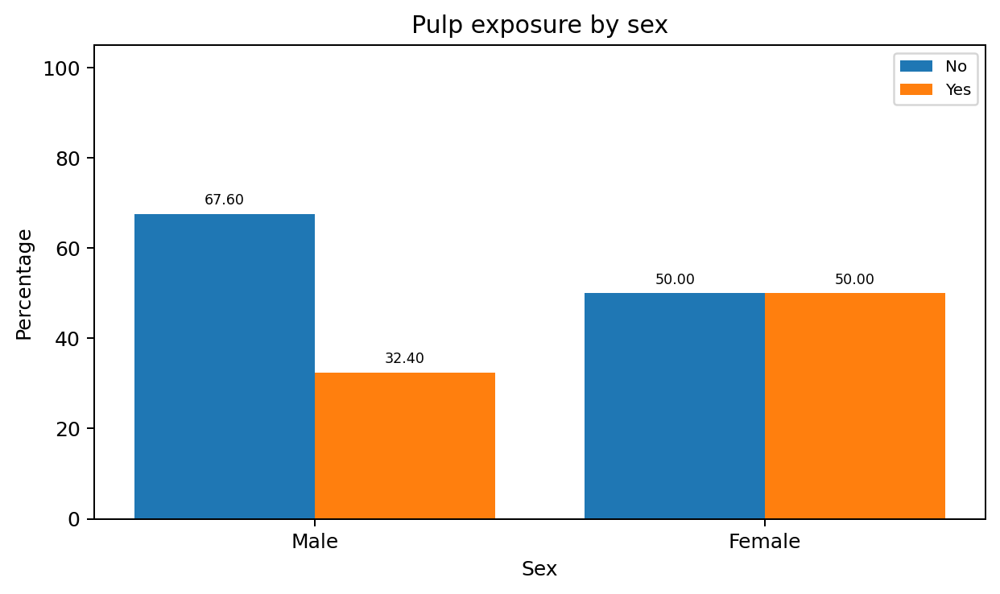 Pulp exposure by sex
No
Yes
100
80
60
40
20
0
Percentage
67.60
32.40
50.00
50.00
Male
Female
Sex